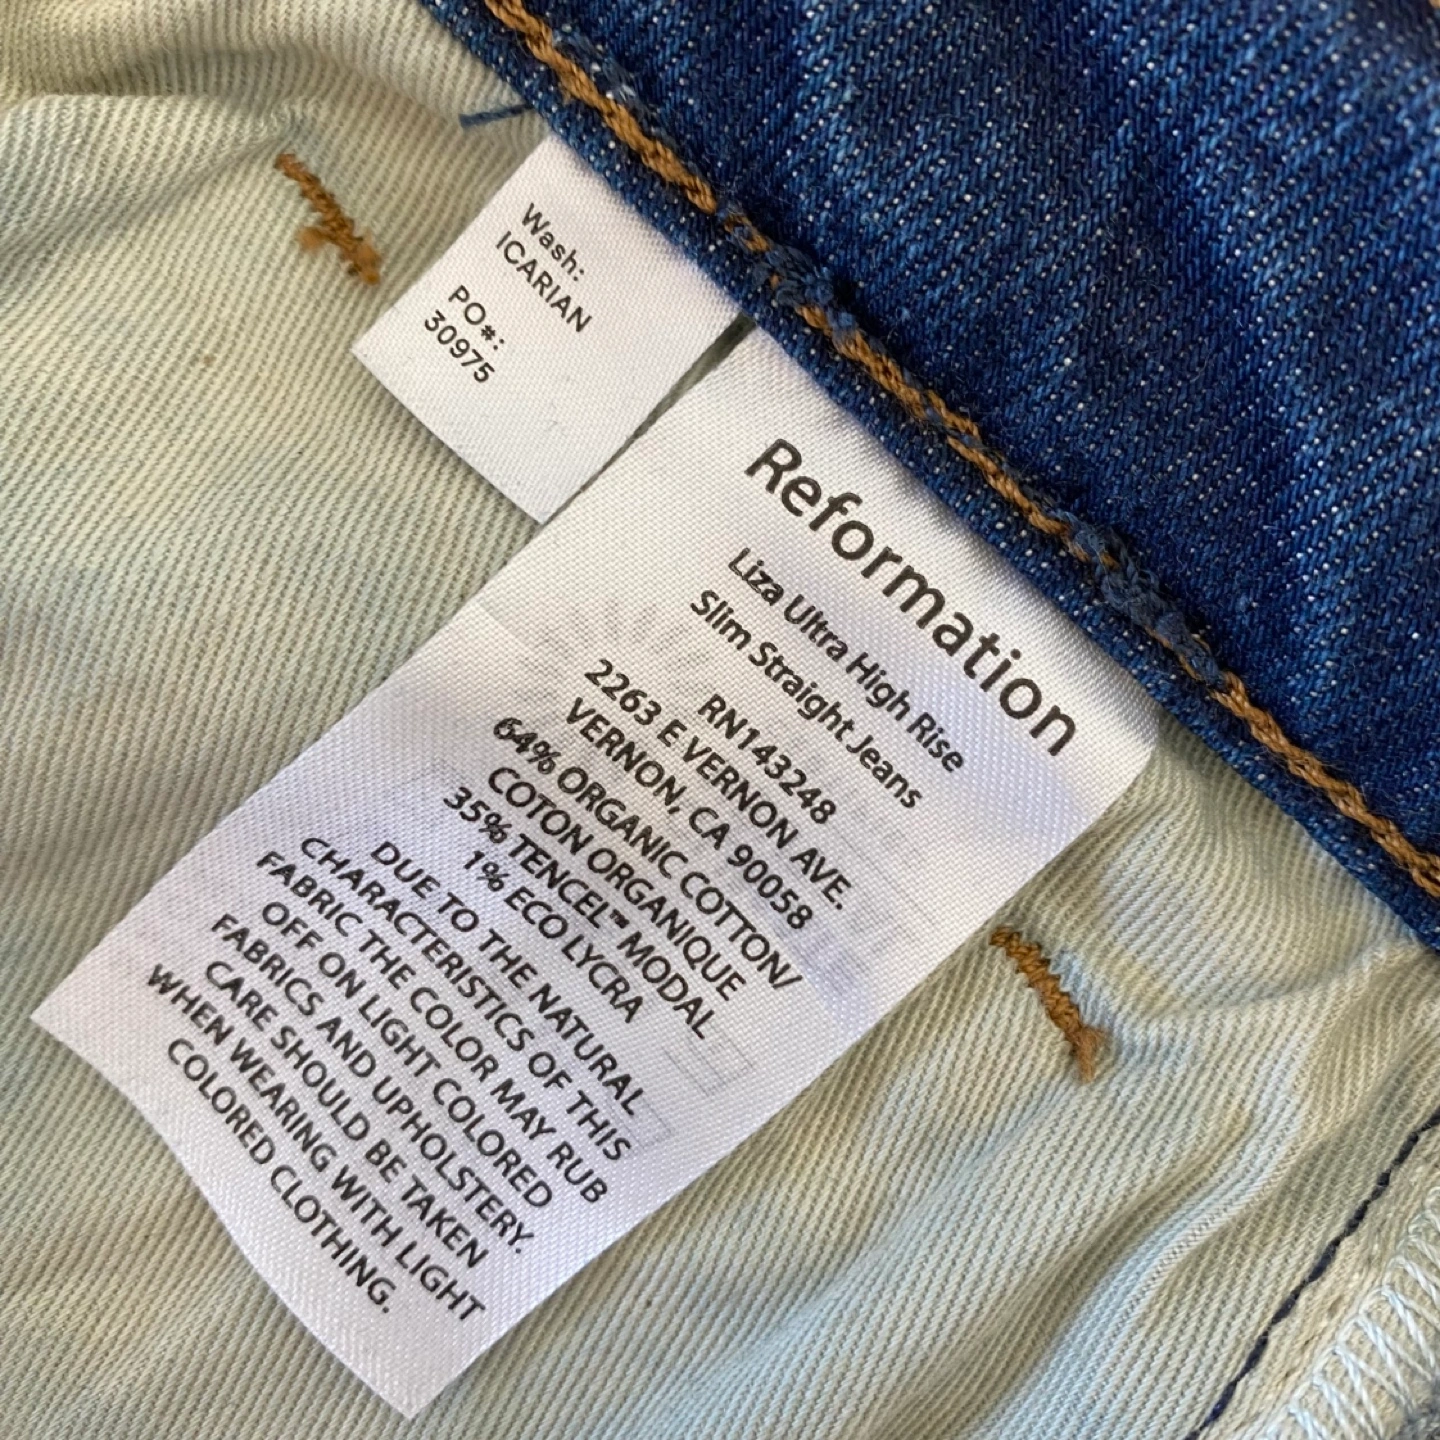 Wash:
ICARIAN
PO#:
30975
Reformation
Liza Ultra High Rise
Slim Straight Jeans
RN143248
2263 E VERNON AVE.
VERNON, CA 90058
64% ORGANIC COTTON/
COTON ORGANIQUE
35% TENCEL™ MODAL
1% ECO LYCRA
DUE TO THE NATURAL
CHARACTERISTICS OF THIS
FABRIC THE COLOR MAY RUB
OFF ON LIGHT COLORED
FABRICS AND UPHOLSTERY.
CARE SHOULD BE TAKEN
WHEN WEARING WITH LIGHT
COLORED CLOTHING.